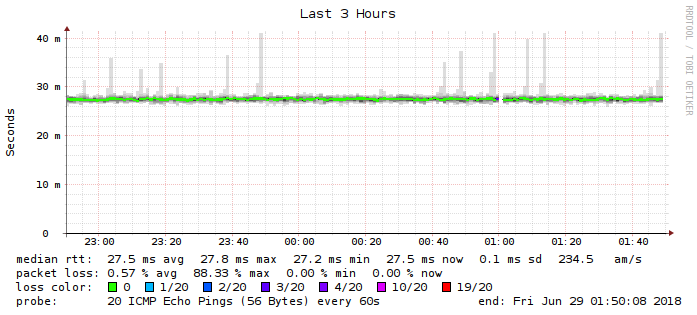 Last 3 Hours
RRDTOOL / TOBI OETIKER
Seconds
40 m
30 m
20 m
10 m
0
23:00 23:20 23:40 00:00 00:20 00:40 01:00 01:20 01:40
median rtt: 27.5 ms avg 27.8 ms max 27.2 ms min 27.5 ms now 0.1 ms sd 234.5 am/s
packet loss: 0.57 % avg 88.33 % max 0.00 % min 0.00 % now
loss color: 0 1/20 2/20 3/20 4/20 10/20 19/20
probe: 20 ICMP Echo Pings (56 Bytes) every 60s end: Fri Jun 29 01:50:08 2018